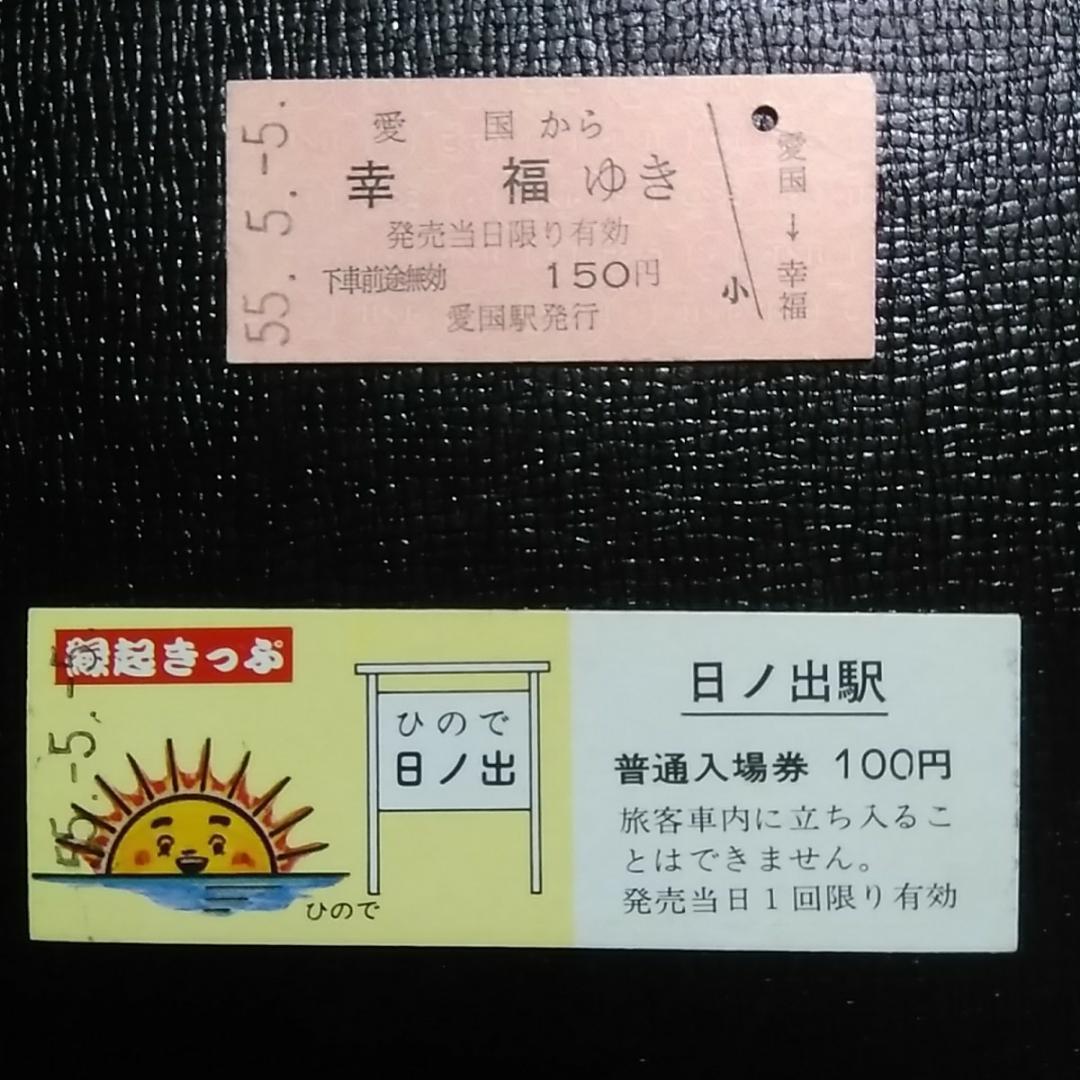 55. 5. -5.
愛 国 から
幸 福 ゆき
発売当日限り有効
下車前途無効 150円
愛国駅発行
小
愛国→幸福
縁起きっぷ
55. -5. -5
ひので
ひので
日ノ出
日ノ出駅
普通入場券 100円
旅客車内に立ち入るこ
とはできません。
発売当日1回限り有効